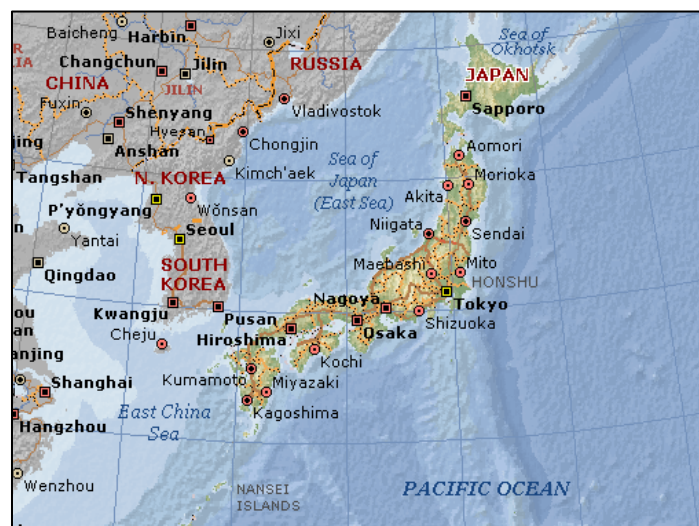 Baicheng
Harbin
Jixi
Sea of
Okhotsk
RUSSIA
Changchun
Jilin
CHINA
JILIN
JAPAN
Fuxin
Vladivostok
Sapporo
Shenyang
Hyesan
Chongjin
jing
Anshan
Kimch'aek
Sea of
Japan
(East Sea)
Aomori
Tangshan
N. KOREA
Akita
Morioka
P'yŏngyang
Wŏnsan
Niigata
Sendai
Yantai
Seoul
Qingdao
SOUTH
KOREA
Maebashi
Mito
HONSHU
Kwangju
Pusan
Nagoya
Tokyo
Cheju
Hiroshima
Osaka
Shizuoka
anjing
Kochi
Kumamoto
Miyazaki
Shanghai
Kagoshima
Hangzhou
East China
Sea
Wenzhou
NANSEI
ISLANDS
PACIFIC OCEAN